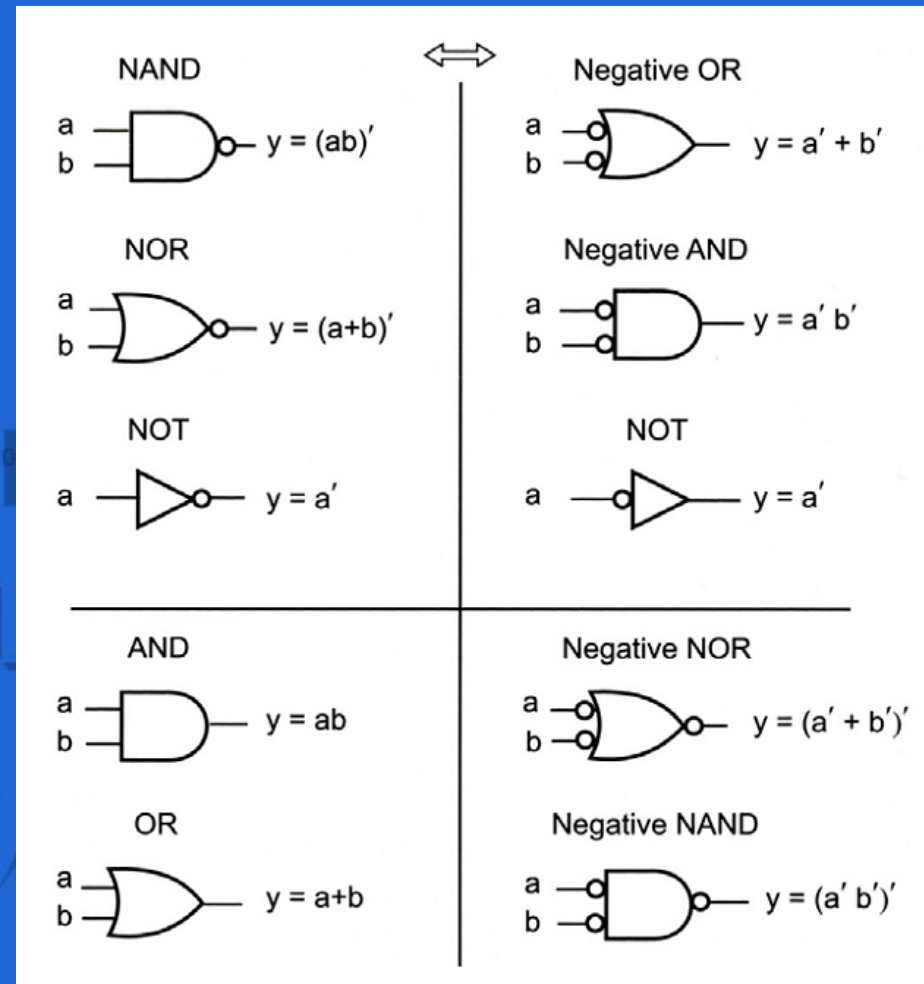 NAND
a
b
y = (ab)′
Negative OR
a
b
y = a′ + b′
NOR
a
b
y = (a+b)′
Negative AND
a
b
y = a′ b′
NOT
a
y = a′
NOT
a
y = a′
AND
a
b
y = ab
Negative NOR
a
b
y = (a′ + b′)′
OR
a
b
y = a+b
Negative NAND
a
b
y = (a′ b′)′